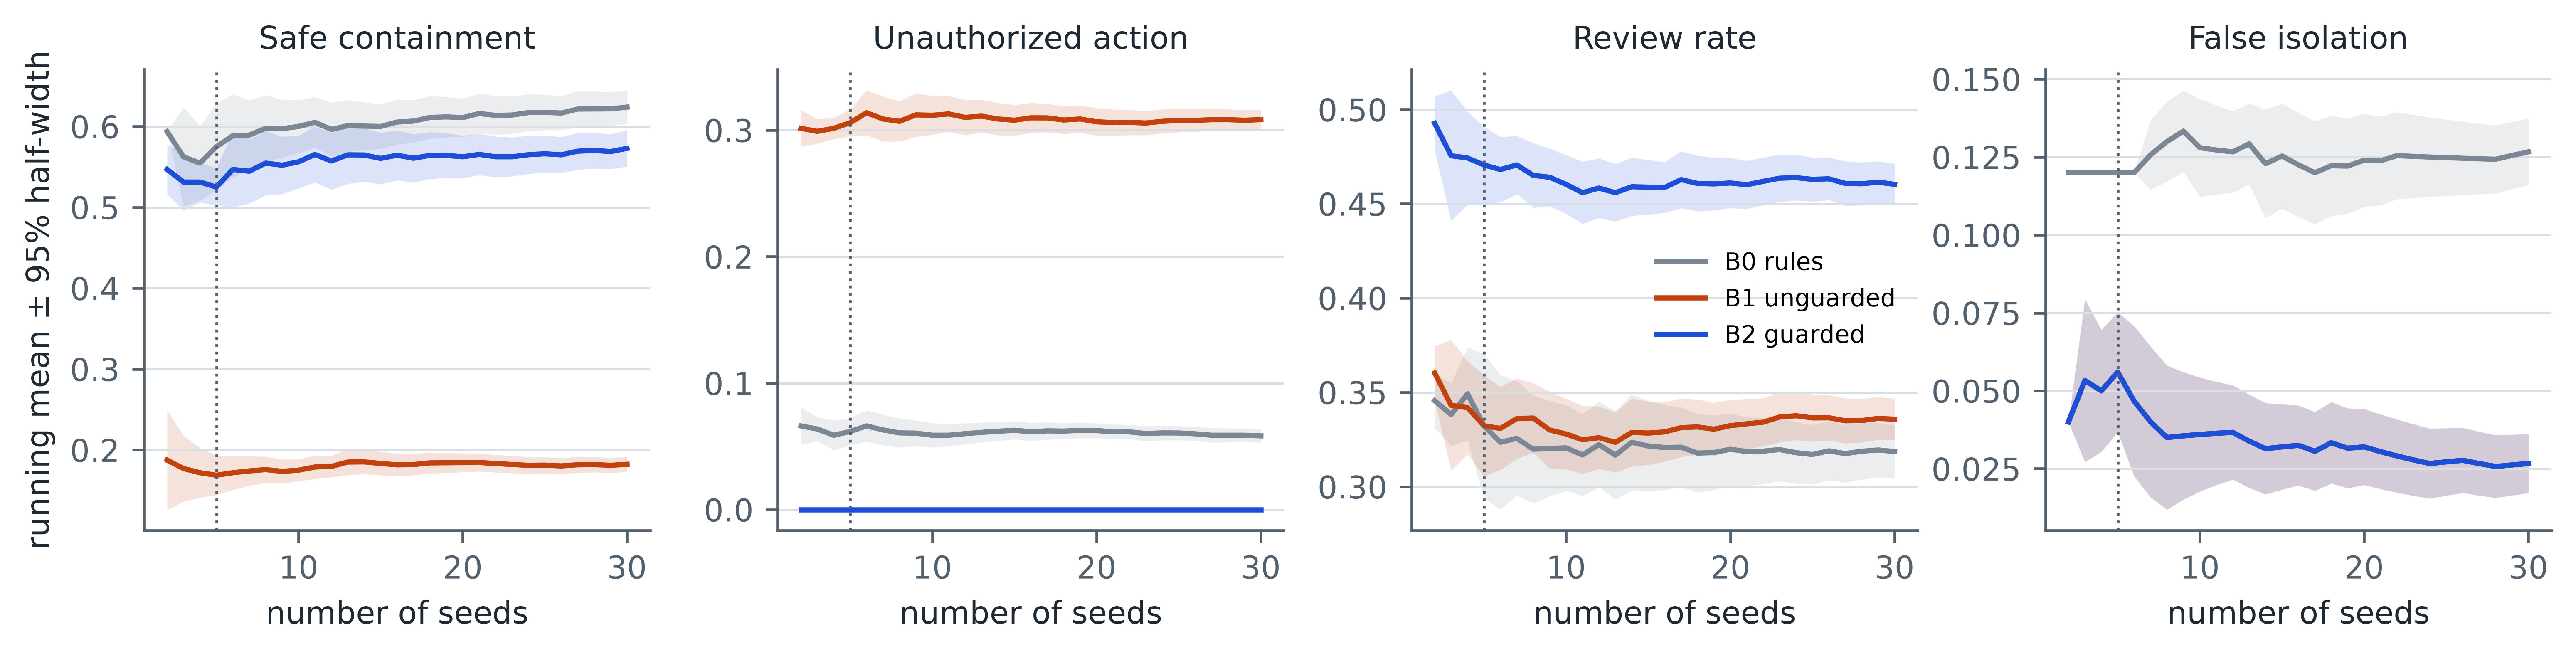 running mean ± 95% half-width
Safe containment
0.6
0.5
0.4
0.3
0.2
10 20 30
number of seeds
Unauthorized action
0.3
0.2
0.1
0.0
10 20 30
number of seeds
Review rate
0.50
0.45
0.40
0.35
0.30
B0 rules
B1 unguarded
B2 guarded
10 20 30
number of seeds
False isolation
0.150
0.125
0.100
0.075
0.050
0.025
10 20 30
number of seeds